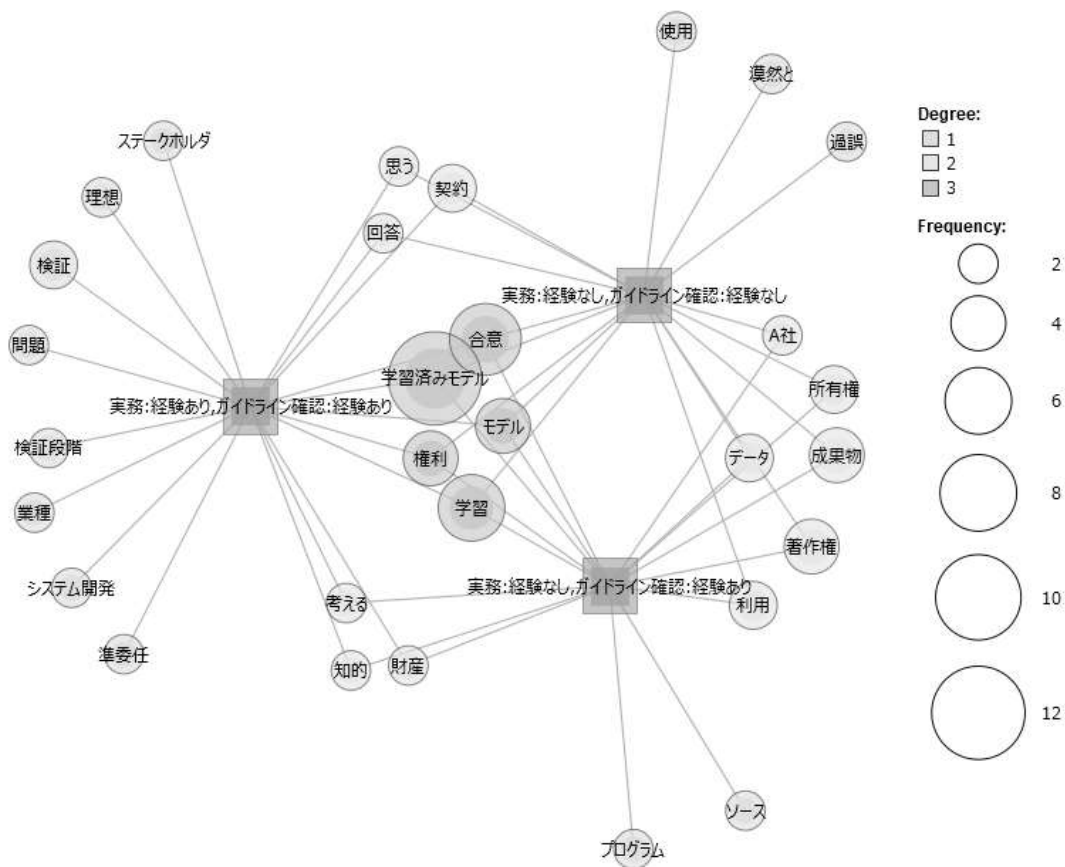 使用
漠然と
過誤
ステークホルダ
思う
契約
理想
回答
検証
実務:経験なし,ガイドライン確認:経験なし
合意
A社
問題
学習済みモデル
所有権
実務:経験あり,ガイドライン確認:経験あり
モデル
検証段階
権利
データ
成果物
業種
学習
著作権
システム開発
実務:経験なし,ガイドライン確認:経験あり
考える
利用
準委任
知的
財産
ソース
プログラム
Degree:
1
2
3
Frequency:
2
4
6
8
10
12